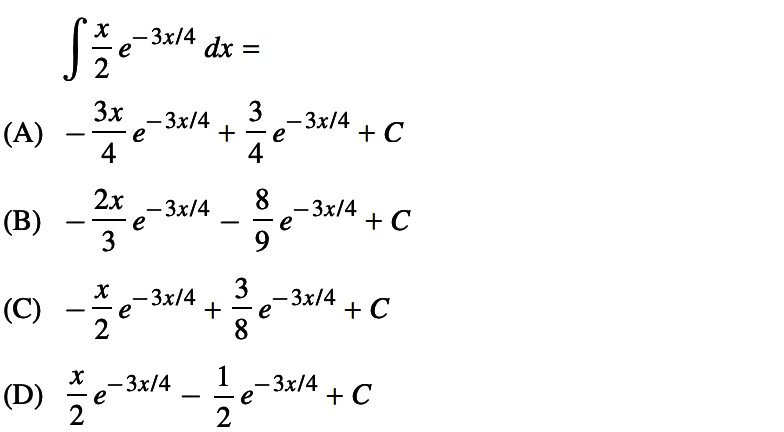 ∫ x/2 e^{-3x/4} dx =
(A) -3x/4 e^{-3x/4} + 3/4 e^{-3x/4} + C
(B) -2x/3 e^{-3x/4} - 8/9 e^{-3x/4} + C
(C) -x/2 e^{-3x/4} + 3/8 e^{-3x/4} + C
(D) x/2 e^{-3x/4} - 1/2 e^{-3x/4} + C